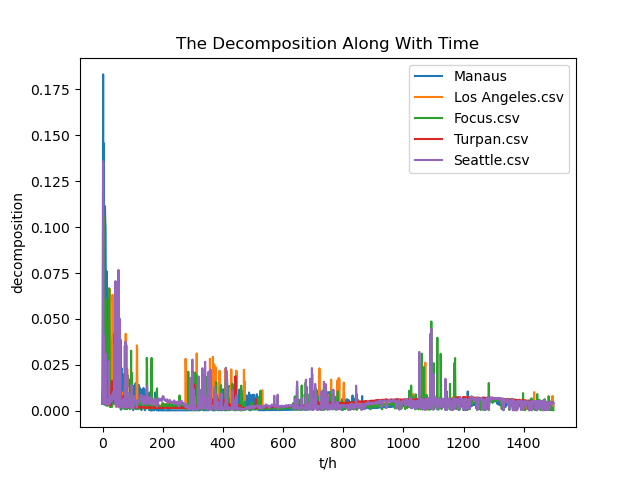 The Decomposition Along With Time
Manaus
Los Angeles.csv
Focus.csv
Turpan.csv
Seattle.csv
decomposition
0.175
0.150
0.125
0.100
0.075
0.050
0.025
0.000
0
200
400
600
800
1000
1200
1400
t/h